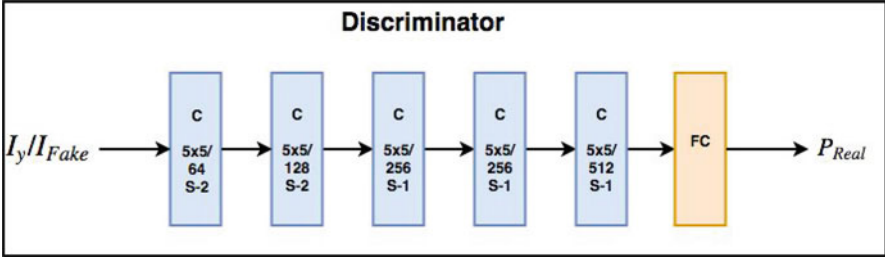 Discriminator
I_y/I_Fake
C
5x5/
64
S-2
C
5x5/
128
S-2
C
5x5/
256
S-1
C
5x5/
256
S-1
C
5x5/
512
S-1
FC
P_Real